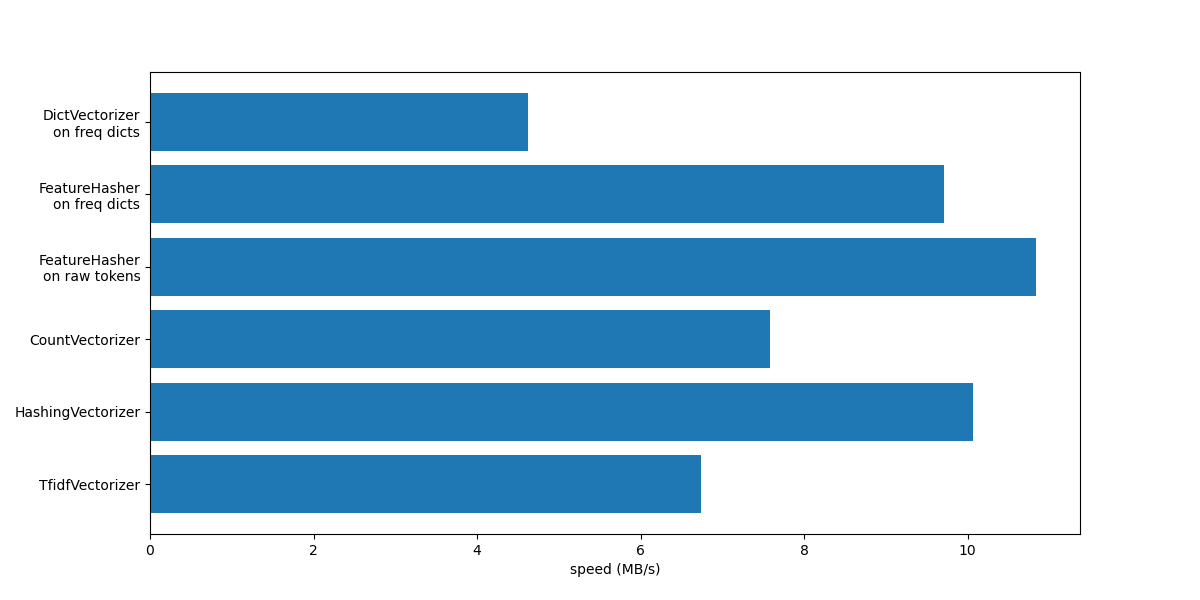 DictVectorizer
on freq dicts
FeatureHasher
on freq dicts
FeatureHasher
on raw tokens
CountVectorizer
HashingVectorizer
TfidfVectorizer
0 2 4 6 8 10
speed (MB/s)